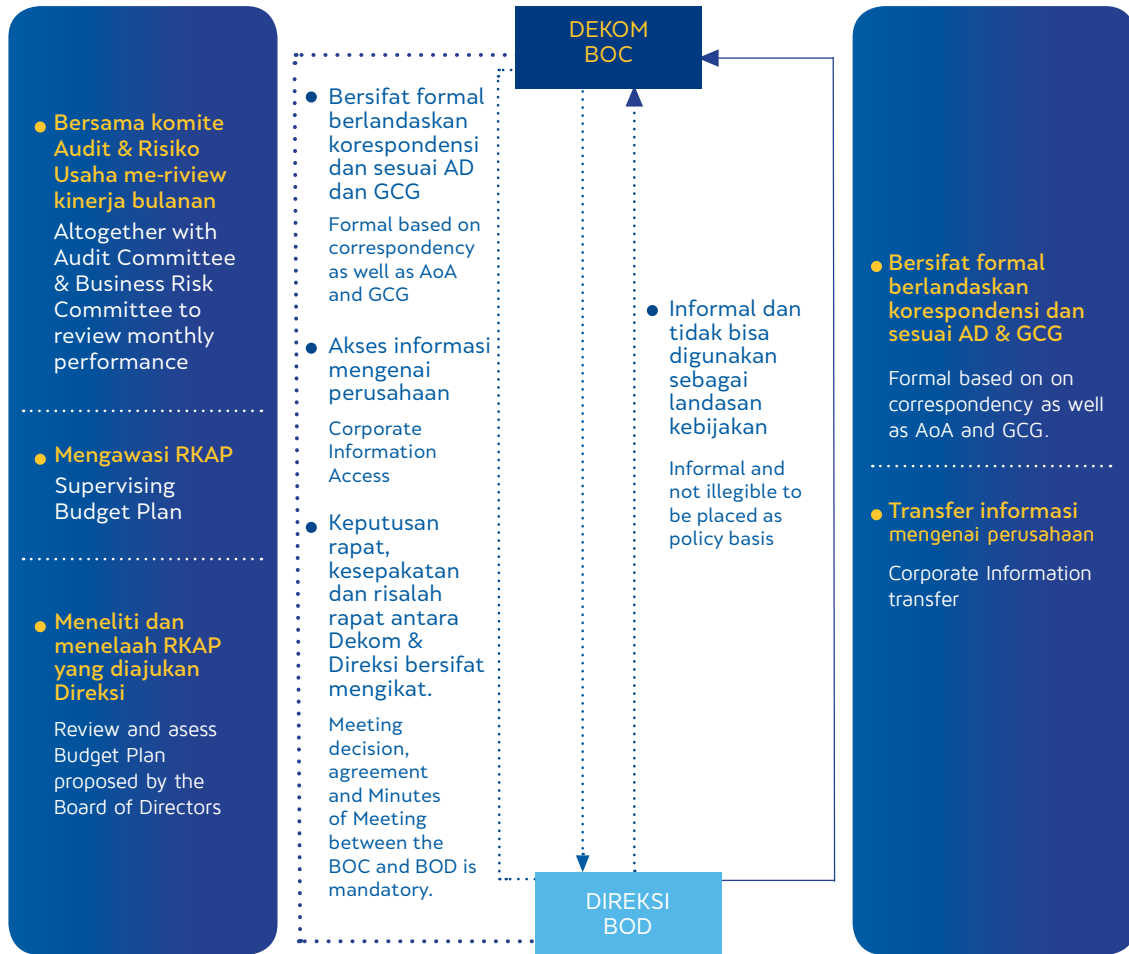 DEKOM
BOC
Bersama komite
Audit & Risiko
Usaha me-riview
kinerja bulanan
Altogether with
Audit Committee
& Business Risk
Committee to
review monthly
performance
Mengawasi RKAP
Supervising
Budget Plan
Meneliti dan
menelaah RKAP
yang diajukan
Direksi
Review and asess
Budget Plan
proposed by the
Board of Directors
Bersifat formal
berlandaskan
korespondensi
dan sesuai AD
dan GCG
Formal based on
correspondency
as well as AoA
and GCG
Akses informasi
mengenai
perusahaan
Corporate
Information
Access
Keputusan
rapat,
kesepakatan
dan risalah
rapat antara
Dekom &
Direksi bersifat
mengikat.
Meeting
decision,
agreement
and Minutes
of Meeting
between the
BOC and BOD is
mandatory.
Informal dan
tidak bisa
digunakan
sebagai
landasan
kebijakan
Informal and
not illegible to
be placed as
policy basis
Bersifat formal
berlandaskan
korespondensi dan
sesuai AD & GCG
Formal based on on
correspondency as well
as AoA and GCG.
Transfer informasi
mengenai perusahaan
Corporate Information
transfer
DIREKSI
BOD